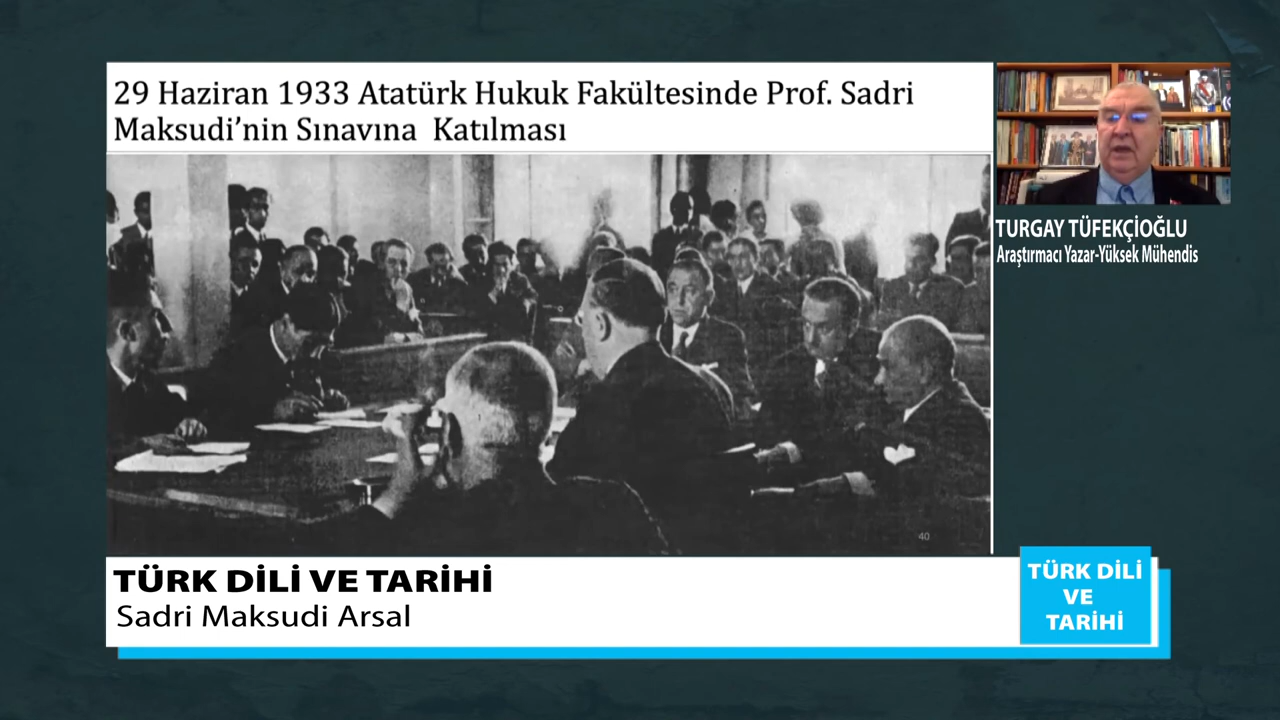 29 Haziran 1933 Atatürk Hukuk Fakültesinde Prof. Sadri
Maksudi’nin Sınavına Katılması
TURGAY TÜFEKÇİOĞLU
Araştırmacı Yazar-Yüksek Mühendis
40
TÜRK DİLİ VE TARİHİ
Sadri Maksudi Arsal
TÜRK DİLİ
VE
TARİHİ